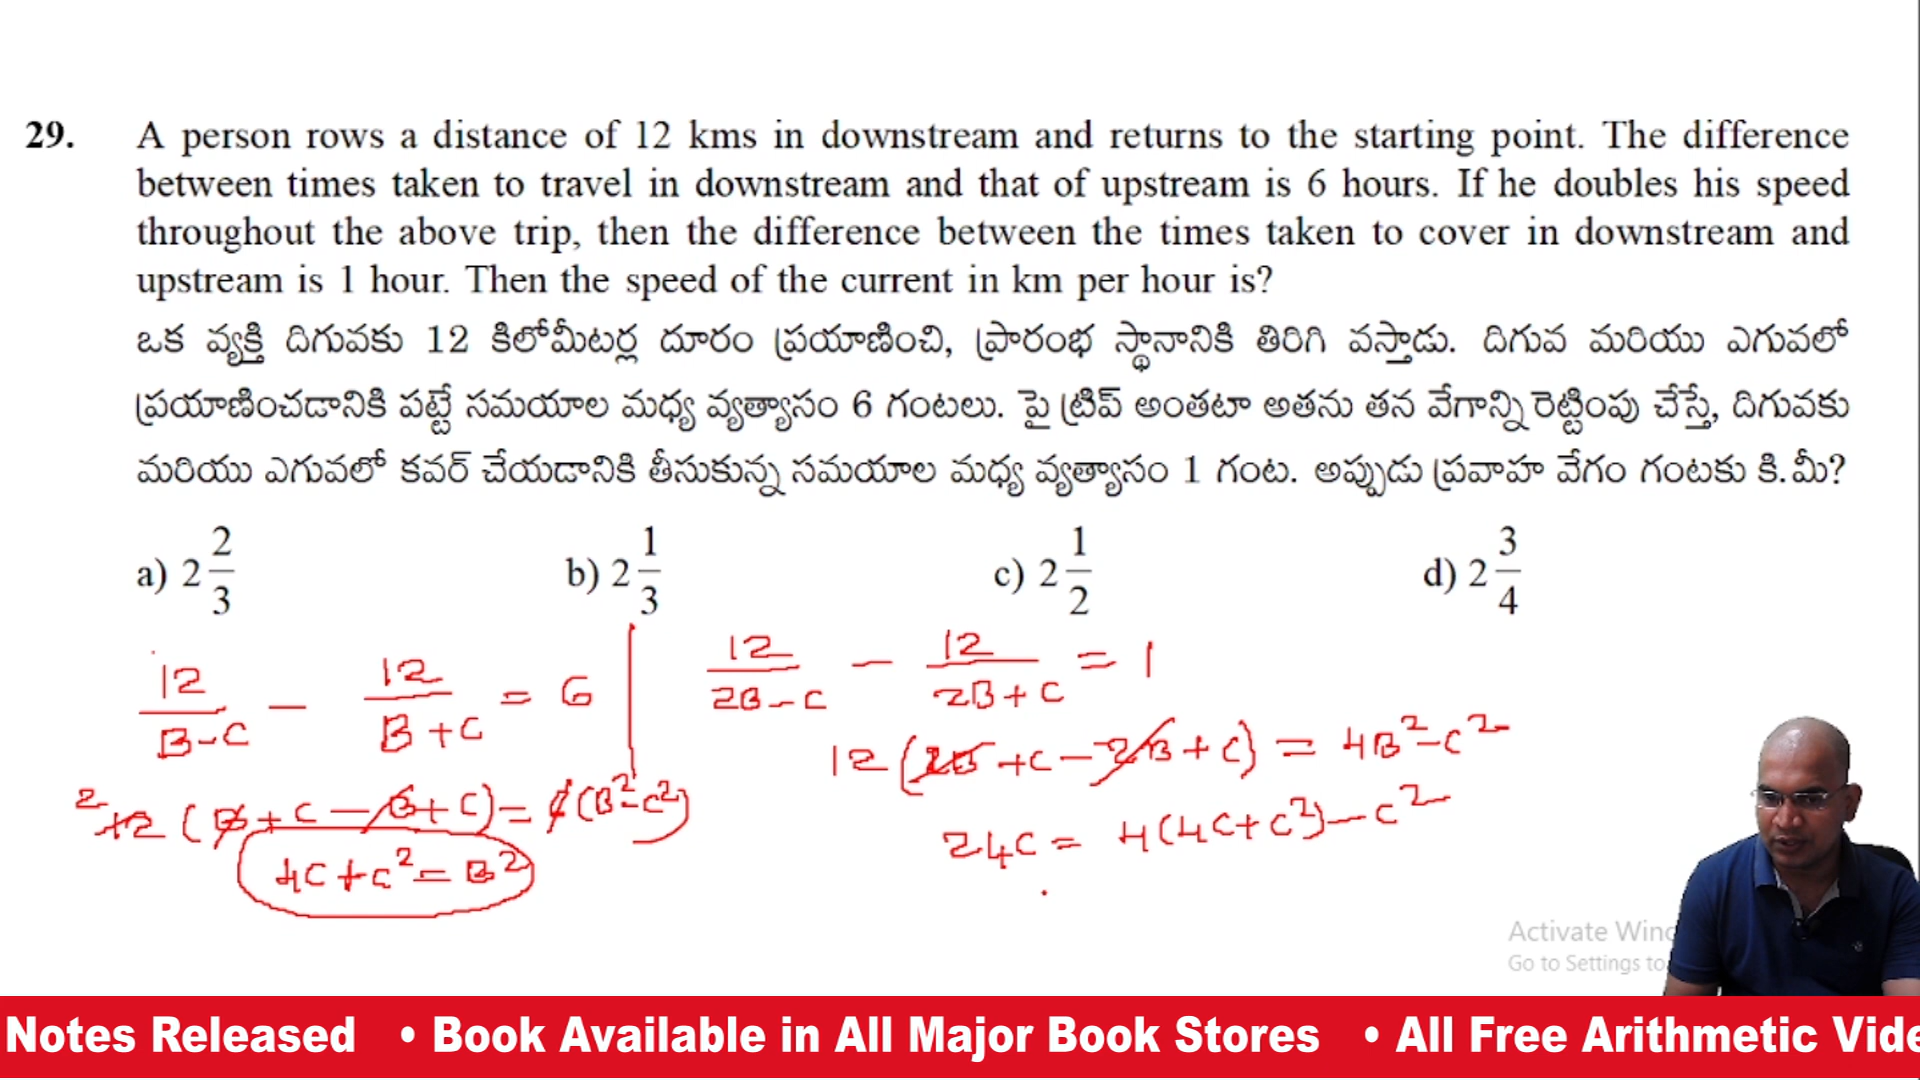 29. A person rows a distance of 12 kms in downstream and returns to the starting point. The difference
between times taken to travel in downstream and that of upstream is 6 hours. If he doubles his speed
throughout the above trip, then the difference between the times taken to cover in downstream and
upstream is 1 hour. Then the speed of the current in km per hour is?
ఒక వ్యక్తి దిగువకు 12 కిలోమీటర్ల దూరం ప్రయాణించి, ప్రారంభ స్థానానికి తిరిగి వస్తాడు. దిగువ మరియు ఎగువలో
ప్రయాణించడానికి పట్టే సమయాల మధ్య వ్యత్యాసం 6 గంటలు. పై ట్రిప్ అంతటా అతను తన వేగాన్ని రెట్టింపు చేస్తే, దిగువకు
మరియు ఎగువలో కవర్ చేయడానికి తీసుకున్న సమయాల మధ్య వ్యత్యాసం 1 గంట. అప్పుడు ప్రవాహ వేగం గంటకు కి.మీ?
a) 2 2/3 b) 2 1/3 c) 2 1/2 d) 2 3/4
12/(B-C) - 12/(B+C) = 6
12/(2B-C) - 12/(2B+C) = 1
12(2B+C-2B+C) = 4B²-C²
2 12(B+C-B+C) = 6(B²-C²)
24C = 4(4C+C²)-C²
4C+C² = B²
Activate Wind
Go to Settings to
Notes Released • Book Available in All Major Book Stores • All Free Arithmetic Vide